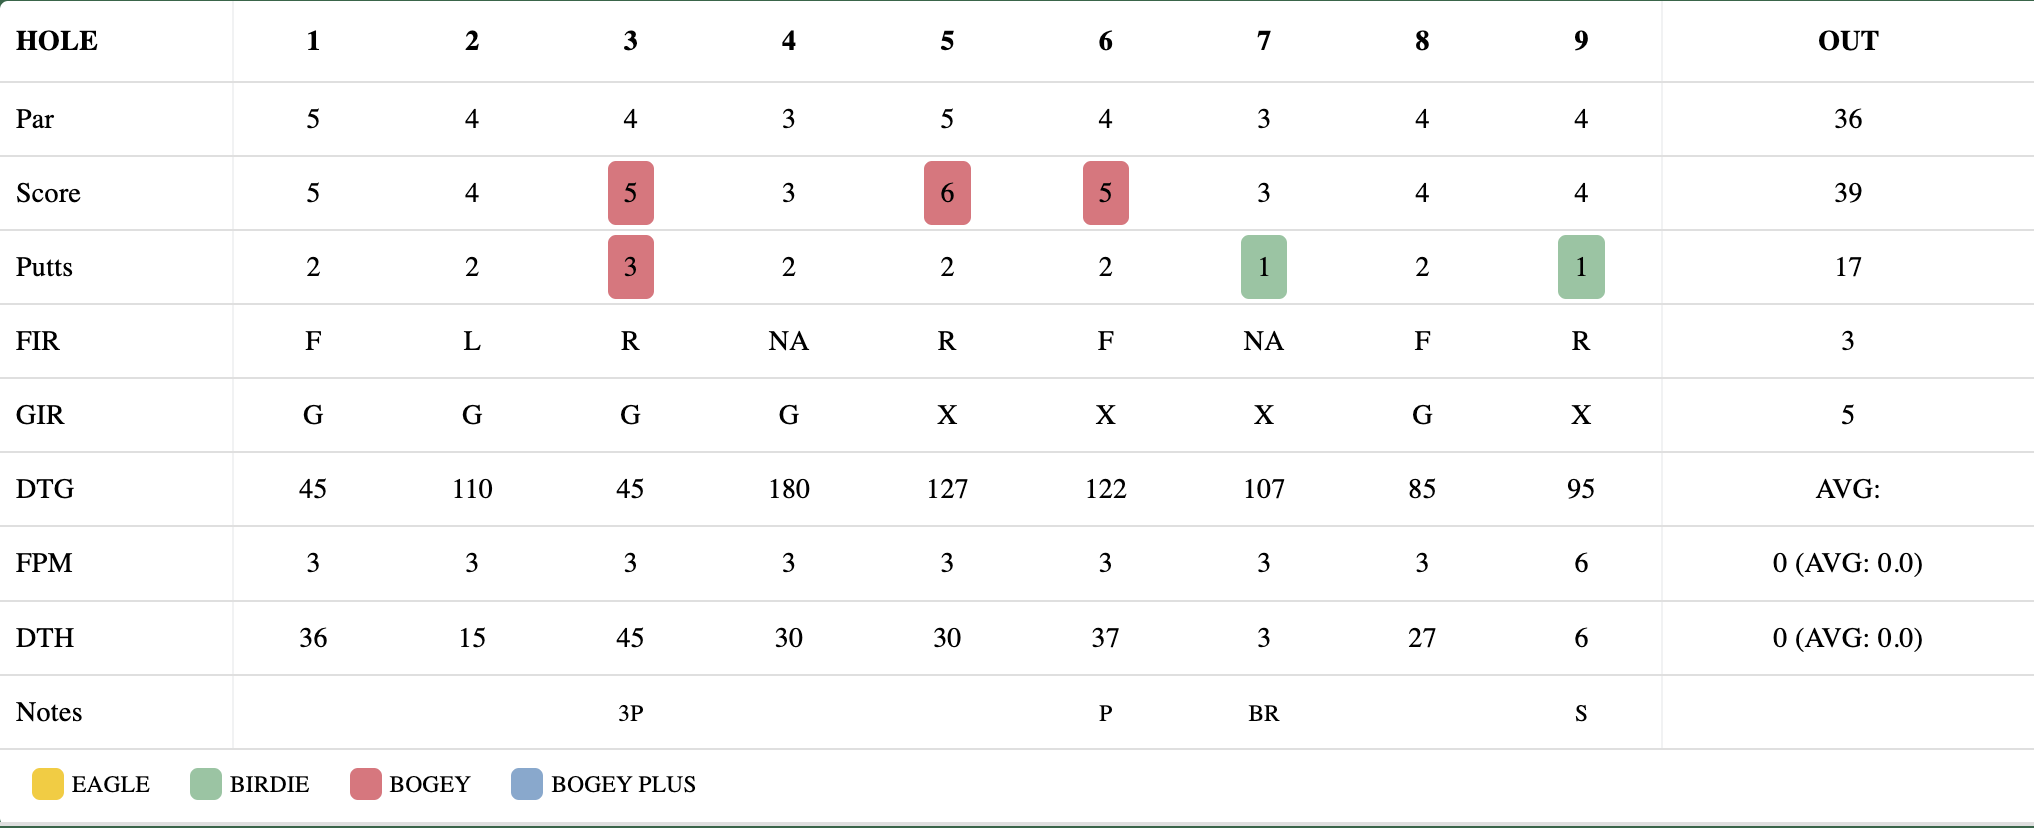 HOLE 1 2 3 4 5 6 7 8 9 OUT
Par 5 4 4 3 5 4 3 4 4 36
Score 5 4 5 3 6 5 3 4 4 39
Putts 2 2 3 2 2 2 1 2 1 17
FIR F L R NA R F NA F R 3
GIR G G G G X X X G X 5
DTG 45 110 45 180 127 122 107 85 95 AVG:
FPM 3 3 3 3 3 3 3 3 6 0 (AVG: 0.0)
DTH 36 15 45 30 30 37 3 27 6 0 (AVG: 0.0)
Notes 3P P BR S
EAGLE BIRDIE BOGEY BOGEY PLUS